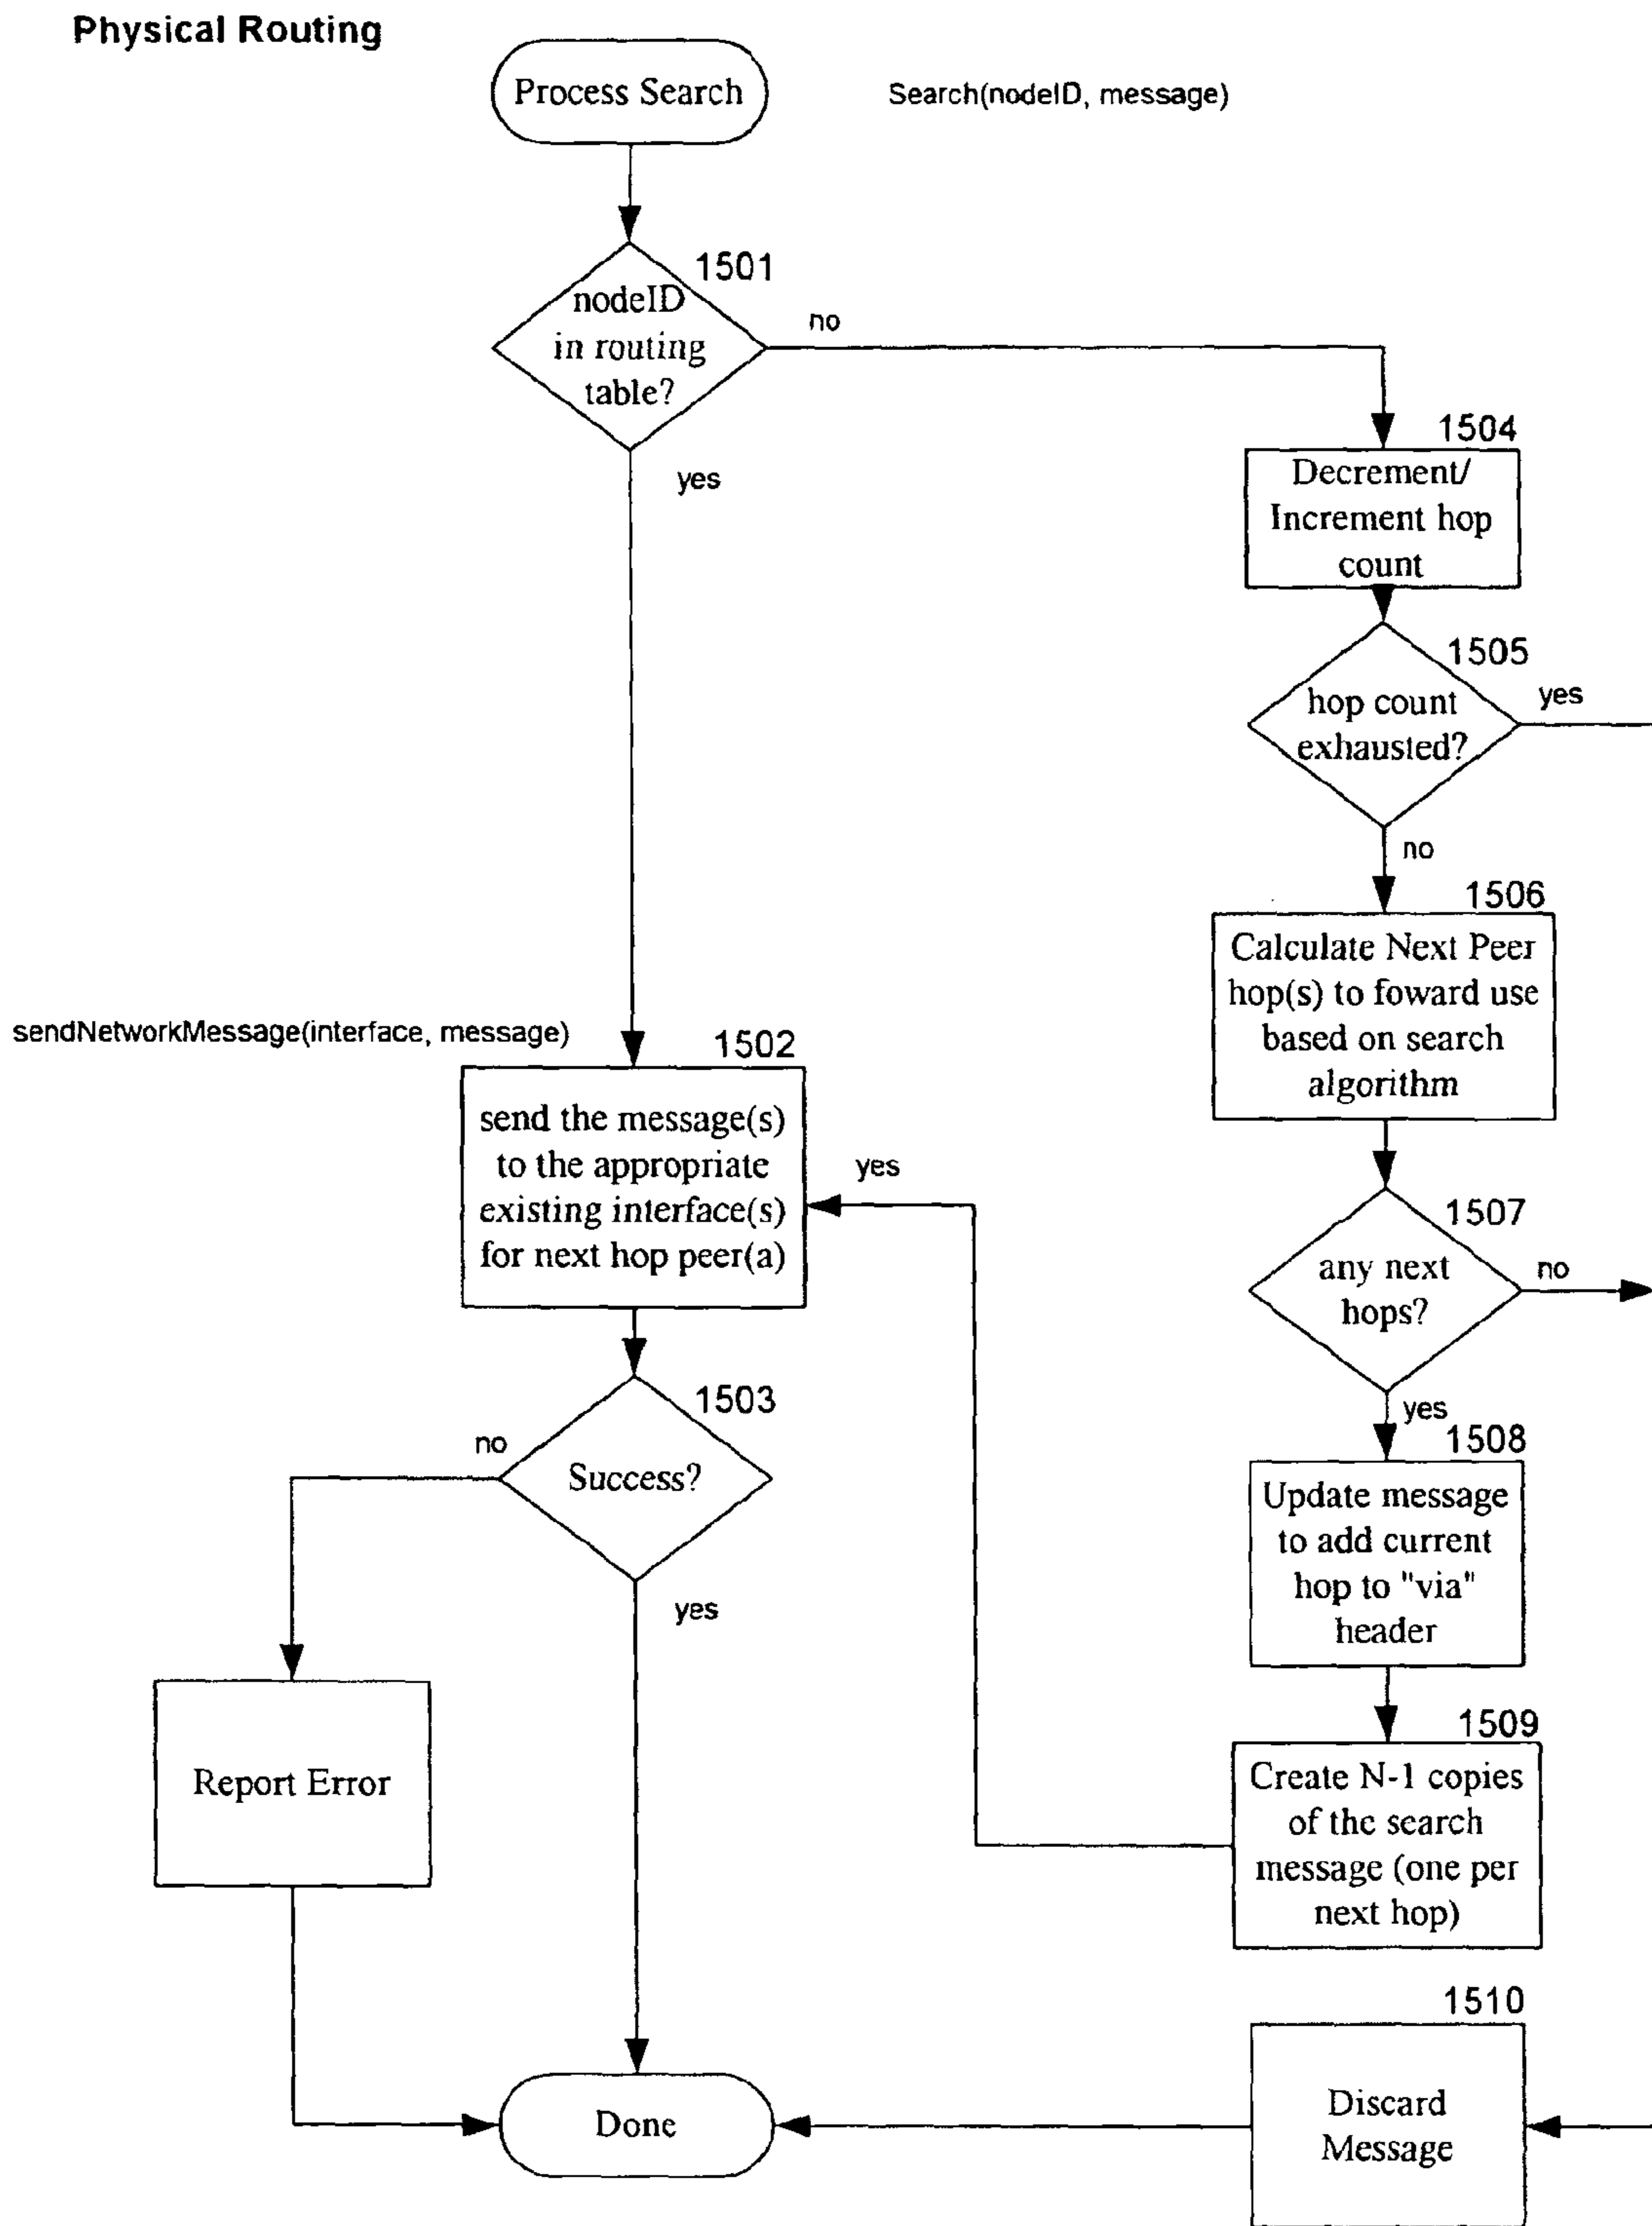 Physical Routing
Process Search
Search(nodeID, message)
1501
nodeID
in routing
table?
no
yes
1504
Decrement/
Increment hop
count
1505
hop count
exhausted?
yes
no
1506
Calculate Next Peer
hop(s) to foward use
based on search
algorithm
sendNetworkMessage(interface, message)
1502
send the message(s)
to the appropriate
existing interface(s)
for next hop peer(a)
yes
1507
any next
hops?
no
yes
1503
Success?
no
yes
1508
Update message
to add current
hop to "via"
header
1509
Create N-1 copies
of the search
message (one per
next hop)
Report Error
1510
Discard
Message
Done